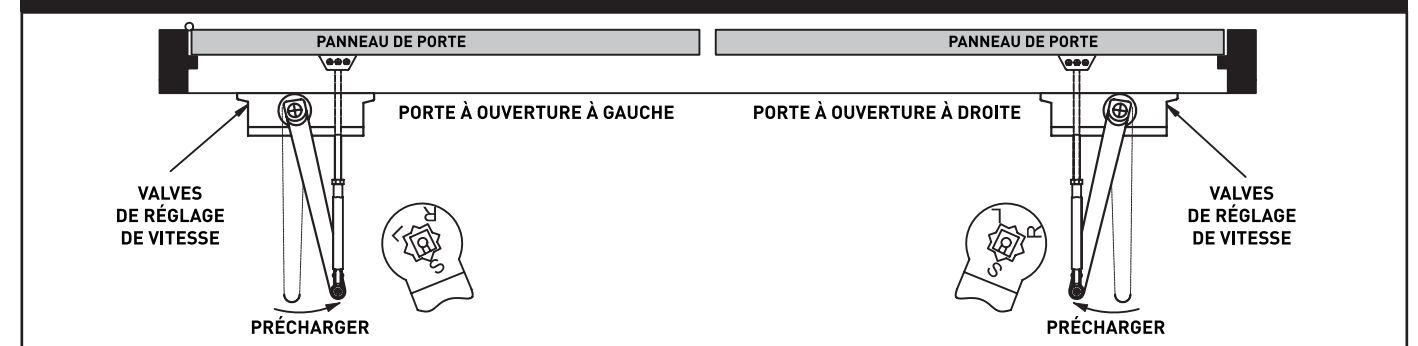 PANNEAU DE PORTE
PANNEAU DE PORTE
PORTE À OUVERTURE À GAUCHE
PORTE À OUVERTURE À DROITE
VALVES
DE RÉGLAGE
DE VITESSE
L
R
S
L
R
S
VALVES
DE RÉGLAGE
DE VITESSE
PRÉCHARGER
PRÉCHARGER